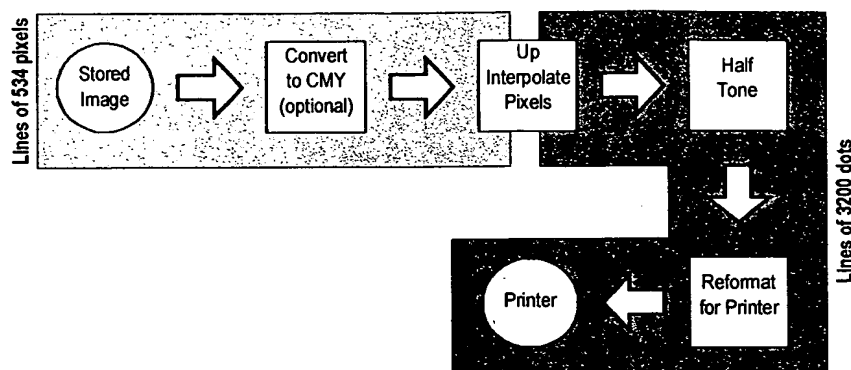 Lines of 534 pixels
Stored
Image
Convert
to CMY
(optional)
Up
Interpolate
Pixels
Half
Tone
Lines of 3200 dots
Reformat
for Printer
Printer